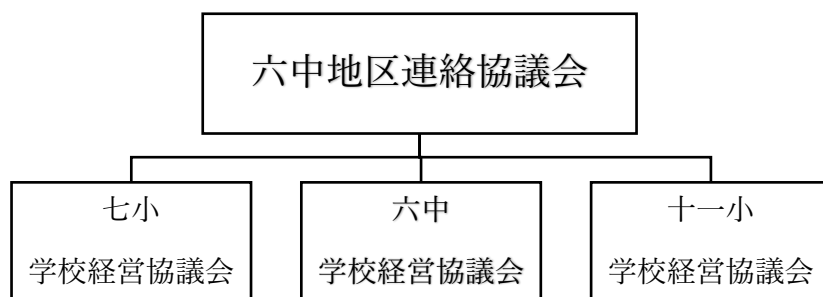 六中地区連絡協議会
七小
学校経営協議会
六中
学校経営協議会
十一小
学校経営協議会